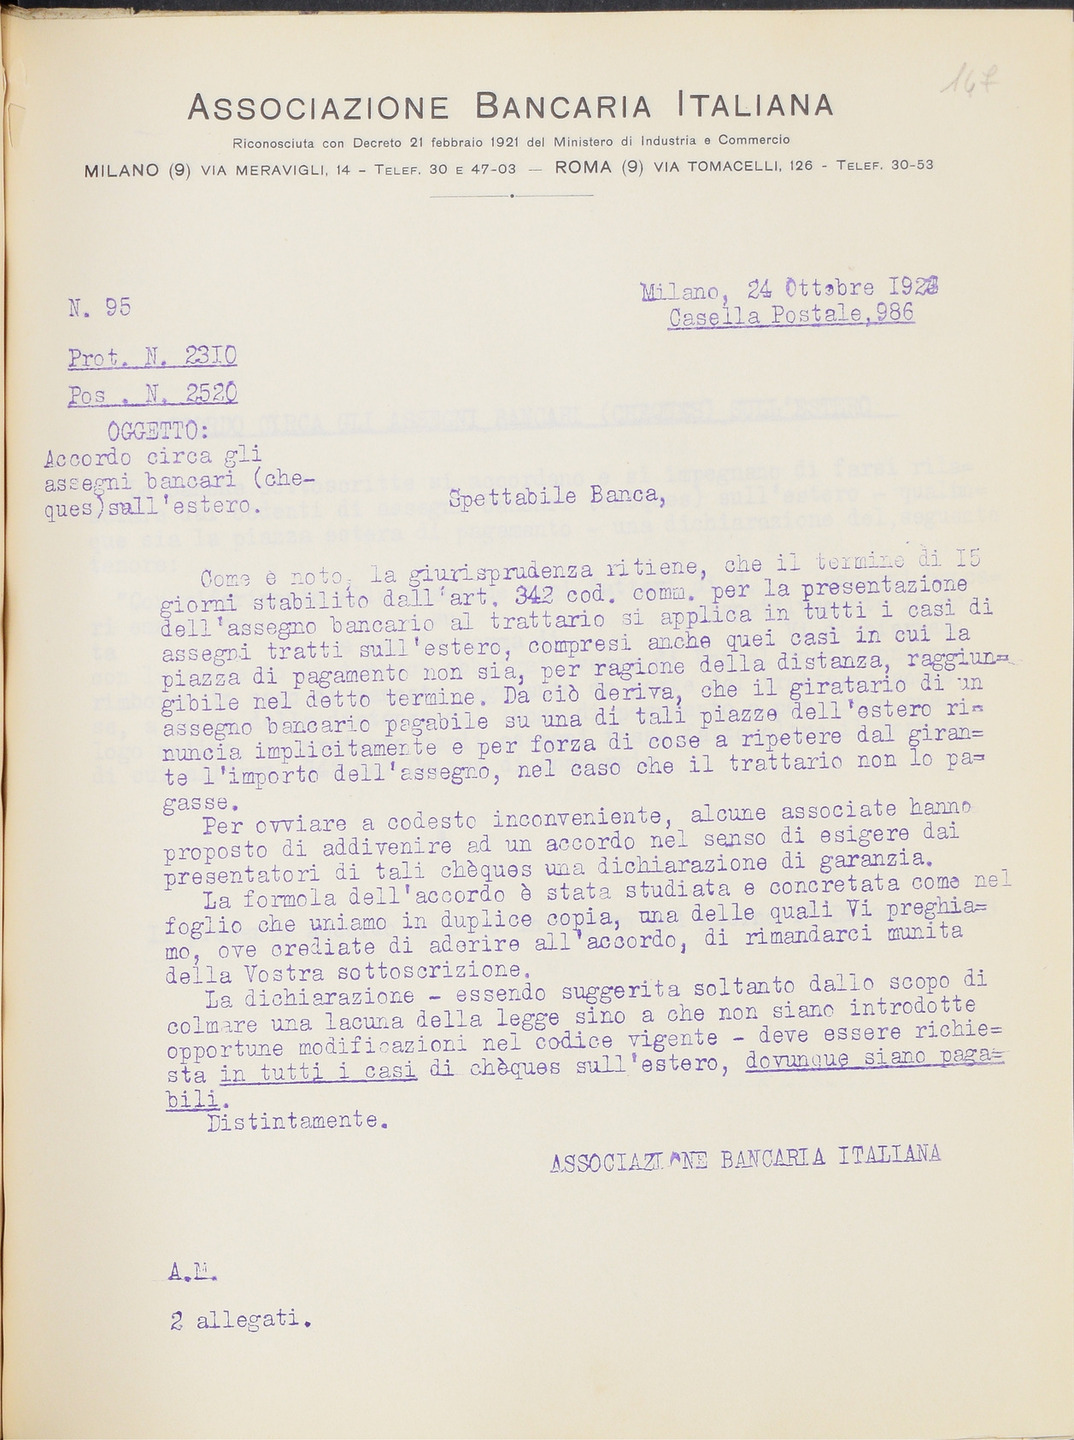 147
ASSOCIAZIONE BANCARIA ITALIANA
Riconosciuta con Decreto 21 febbraio 1921 del Ministero di Industria e Commercio
MILANO (9) VIA MERAVIGLI, 14 - TELEF. 30 E 47-03 — ROMA (9) VIA TOMACELLI, 126 - TELEF. 30-53
Milano, 24 Ottobre
N. 95
Casella Postale,986
Prot. N. 23I0
Pos . N. 2520
OGGETTO:
Accordo circa gli
assegni bancari (che-
ques)sull'estero.
Spettabile Banca,
Come è noto, la giurisprudenza ritiene, che il termine di I5
giorni stabilito dall'art. 342 cod. comm. per la presentazione
dell'assegno bancario al trattario si applica in tutti i casi di
assegni tratti sull'estero, compresi anche quei casi in cui la
piazza di pagamento non sia, per ragione della distanza, raggiun=
gibile nel detto termine. Da ciò deriva, che il giratario di un
assegno bancario pagabile su una di tali piazze dell'estero ri=
nuncia implicitamente e per forza di cose a ripetere dal giran=
te l'importo dell'assegno, nel caso che il trattario non lo pa=
gasse.
Per ovviare a codesto inconveniente, alcune associate hanno
proposto di addivenire ad un accordo nel senso di esigere dai
presentatori di tali chèques una dichiarazione di garanzia.
La formola dell'accordo è stata studiata e concretata come nel
foglio che uniamo in duplice copia, una delle quali Vi preghia=
mo, ove crediate di aderire all'accordo, di rimandarci munita
della Vostra sottoscrizione.
La dichiarazione - essendo suggerita soltanto dallo scopo di
colmare una lacuna della legge sino a che non siano introdotte
opportune modificazioni nel codice vigente - deve essere richie=
sta in tutti i casi di chèques sull'estero, dovunque siano paga=
bili.
Distintamente.
ASSOCIAZIONE BANCARIA ITALIANA
A.M.
2 allegati.